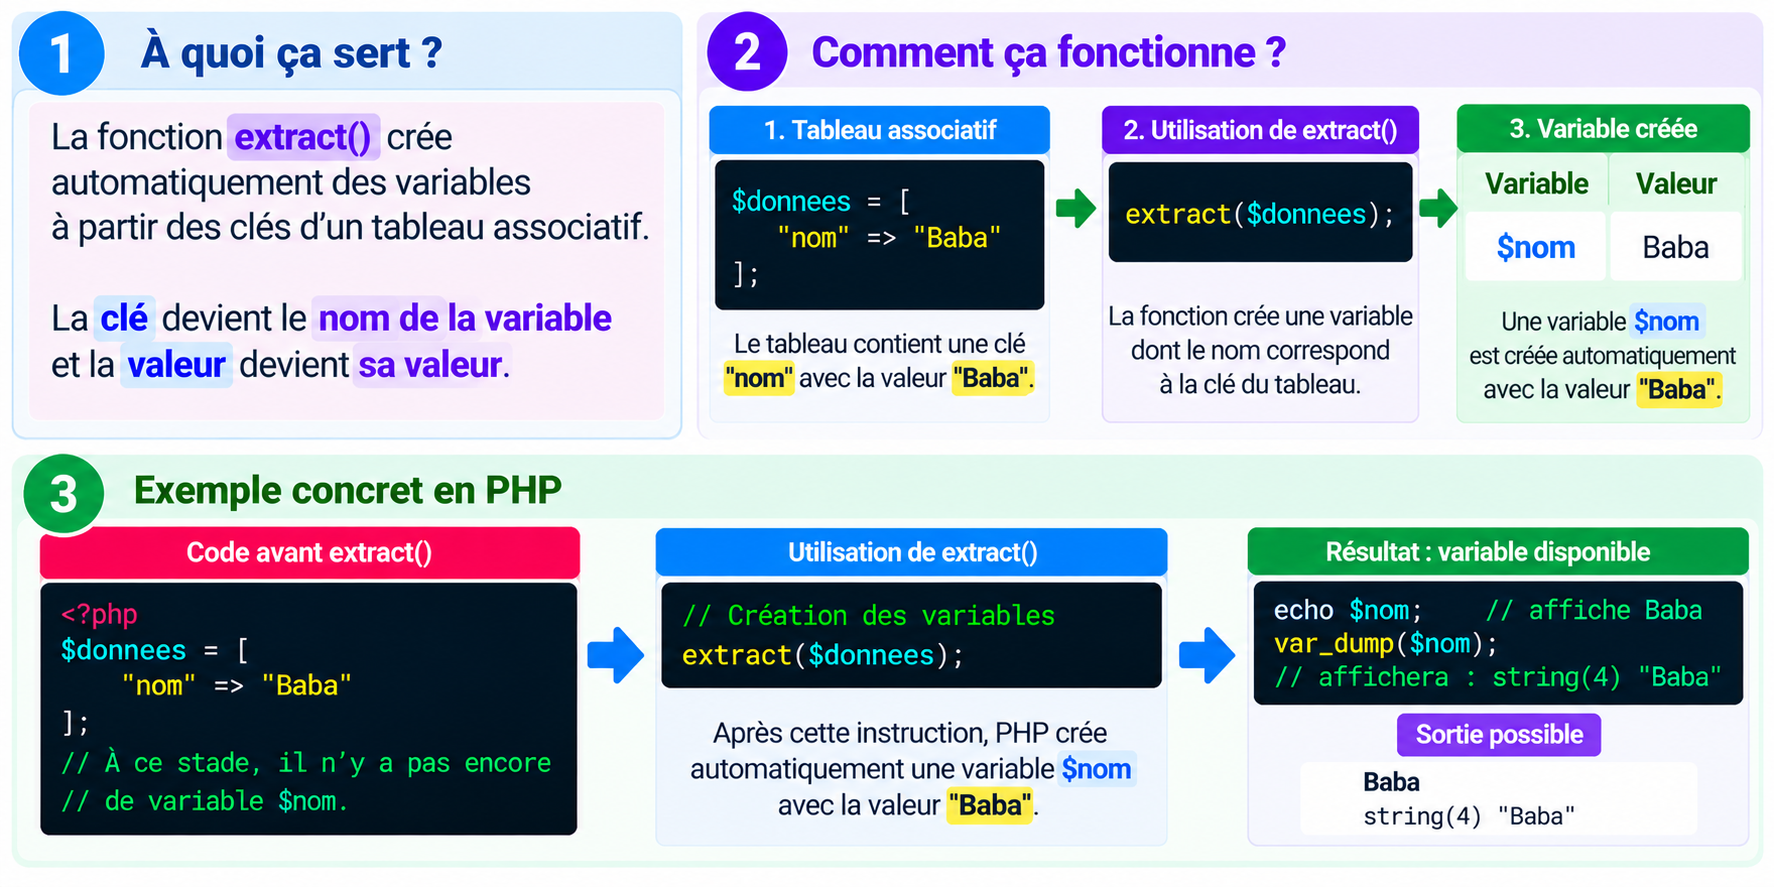 1
À quoi ça sert ?
La fonction extract() crée
automatiquement des variables
à partir des clés d’un tableau associatif.
La clé devient le nom de la variable
et la valeur devient sa valeur.
2
Comment ça fonctionne ?
1. Tableau associatif
$donnees = [
"nom" => "Baba"
];
Le tableau contient une clé
"nom" avec la valeur "Baba".
2. Utilisation de extract()
extract($donnees);
La fonction crée une variable
dont le nom correspond
à la clé du tableau.
3. Variable créée
Variable Valeur
$nom Baba
Une variable $nom
est créée automatiquement
avec la valeur "Baba".
3
Exemple concret en PHP
Code avant extract()
<?php
$donnees = [
"nom" => "Baba"
];
// À ce stade, il n’y a pas encore
// de variable $nom.
Utilisation de extract()
// Création des variables
extract($donnees);
Après cette instruction, PHP crée
automatiquement une variable $nom
avec la valeur "Baba".
Résultat : variable disponible
echo $nom; // affiche Baba
var_dump($nom);
// affichera : string(4) "Baba"
Sortie possible
Baba
string(4) "Baba"